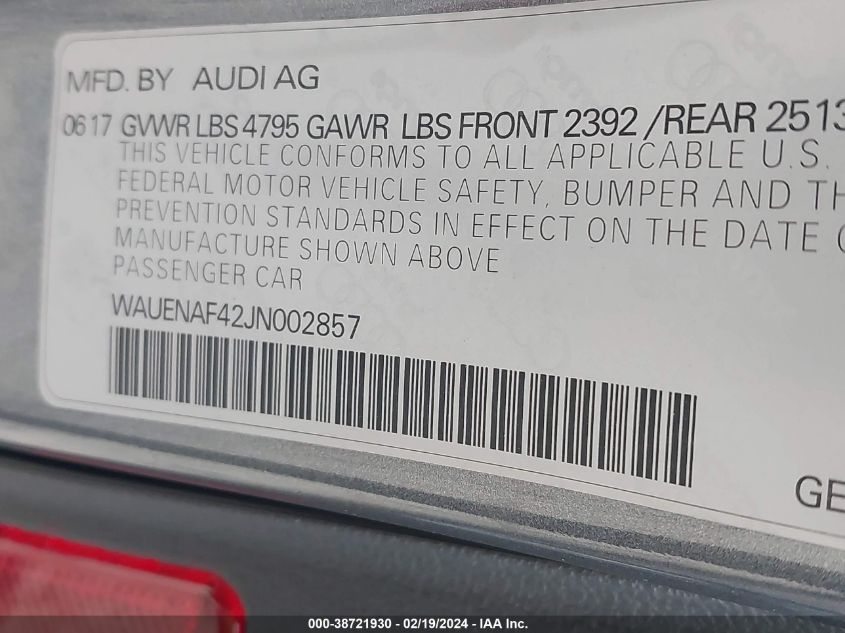 MFD. BY AUDI AG
06 17 GVWR LBS 4795 GAWR LBS FRONT 2392 /REAR 2513
THIS VEHICLE CONFORMS TO ALL APPLICABLE U.S.
FEDERAL MOTOR VEHICLE SAFETY, BUMPER AND TH
PREVENTION STANDARDS IN EFFECT ON THE DATE O
MANUFACTURE SHOWN ABOVE
PASSENGER CAR
WAUENAF42JN002857
GE
000-38721930 - 02/19/2024 - IAA Inc.